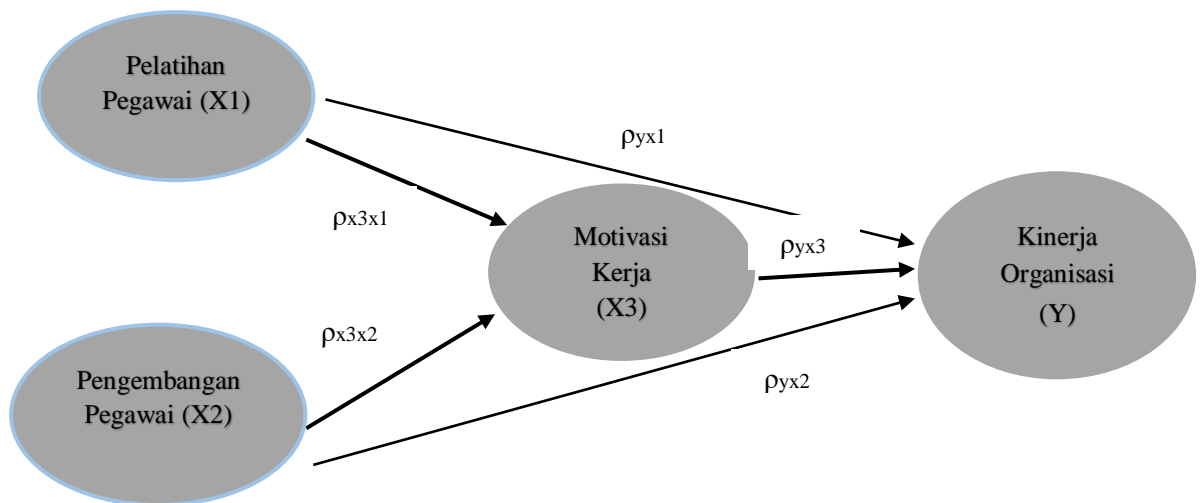 Pelatihan
Pegawai (X1)
ρyx1
ρx3x1
Motivasi
Kerja
(X3)
ρyx3
Kinerja
Organisasi
(Y)
ρx3x2
Pengembangan
Pegawai (X2)
ρyx2